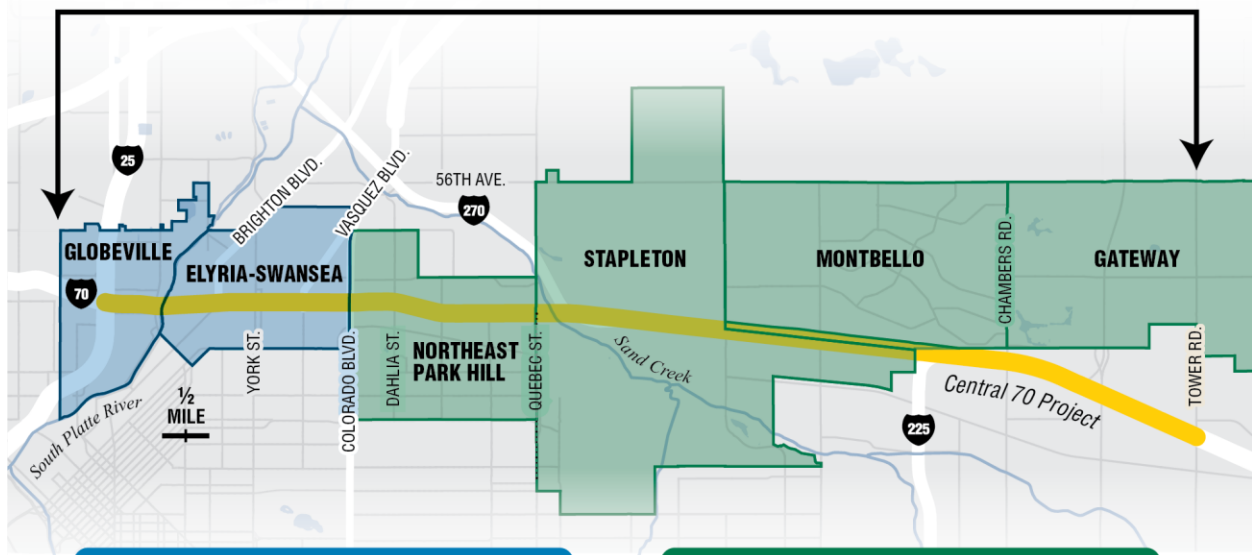 25
BRIGHTON BLVD.
VASQUEZ BLVD.
56TH AVE.
270
GLOBEVILLE
ELYRIA-SWANSEA
STAPLETON
MONTBELLO
CHAMBERS RD.
GATEWAY
70
YORK ST.
COLORADO BLVD.
DAHLIA ST.
NORTHEAST
PARK HILL
QUEBEC ST.
Sand Creek
Central 70 Project
TOWER RD.
½
MILE
South Platte River
225